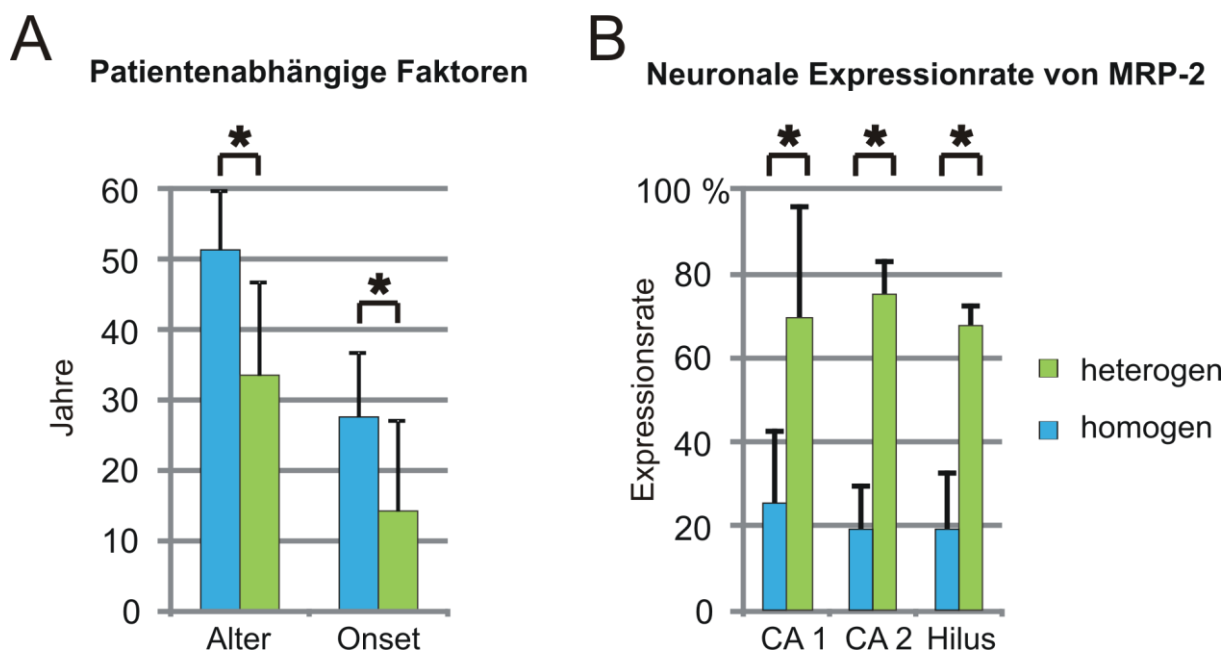 A
Patientenabhängige Faktoren
*
*
60
50
40
30
20
10
0
Jahre
Alter Onset
B
Neuronale Expressionrate von MRP-2
* * *
100 %
80
60
40
20
0
Expressionsrate
CA 1 CA 2 Hilus
heterogen
homogen